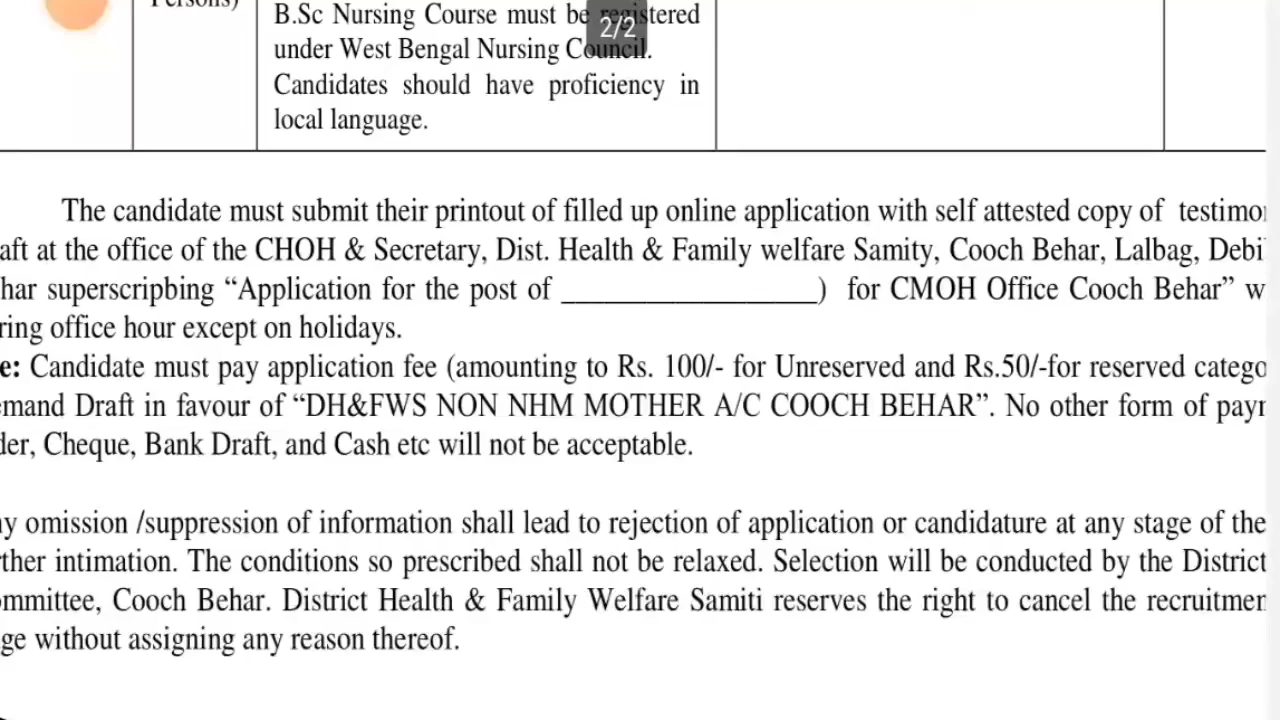 Persons)
B.Sc Nursing Course must be registered
2/2
under West Bengal Nursing Council.
Candidates should have proficiency in
local language.
The candidate must submit their printout of filled up online application with self attested copy of testimo
aft at the office of the CHOH & Secretary, Dist. Health & Family welfare Samity, Cooch Behar, Lalbag, Debi
har superscripbing “Application for the post of __________________) for CMOH Office Cooch Behar” w
ring office hour except on holidays.
e: Candidate must pay application fee (amounting to Rs. 100/- for Unreserved and Rs.50/-for reserved catego
emand Draft in favour of “DH&FWS NON NHM MOTHER A/C COOCH BEHAR”. No other form of payr
der, Cheque, Bank Draft, and Cash etc will not be acceptable.
ny omission /suppression of information shall lead to rejection of application or candidature at any stage of the
rther intimation. The conditions so prescribed shall not be relaxed. Selection will be conducted by the District
ommittee, Cooch Behar. District Health & Family Welfare Samiti reserves the right to cancel the recruitmen
ge without assigning any reason thereof.